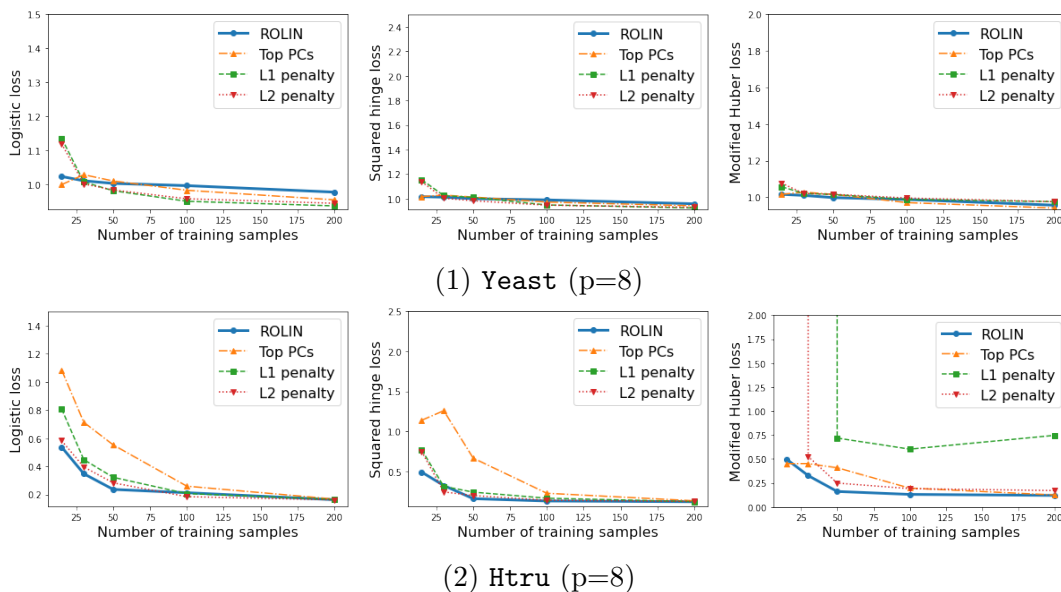 1.5
1.4
1.3
1.2
1.1
1.0
Logistic loss
ROLIN
Top PCs
L1 penalty
L2 penalty
25 50 75 100 125 150 175 200
Number of training samples
2.4
2.2
2.0
1.8
1.6
1.4
1.2
1.0
Squared hinge loss
ROLIN
Top PCs
L1 penalty
L2 penalty
25 50 75 100 125 150 175 200
Number of training samples
2.0
1.8
1.6
1.4
1.2
1.0
Modified Huber loss
ROLIN
Top PCs
L1 penalty
L2 penalty
25 50 75 100 125 150 175 200
Number of training samples
(1) Yeast (p=8)
1.4
1.2
1.0
0.8
0.6
0.4
0.2
Logistic loss
ROLIN
Top PCs
L1 penalty
L2 penalty
25 50 75 100 125 150 175 200
Number of training samples
2.5
2.0
1.5
1.0
0.5
Squared hinge loss
ROLIN
Top PCs
L1 penalty
L2 penalty
25 50 75 100 125 150 175 200
Number of training samples
2.00
1.75
1.50
1.25
1.00
0.75
0.50
0.25
0.00
Modified Huber loss
ROLIN
Top PCs
L1 penalty
L2 penalty
25 50 75 100 125 150 175 200
Number of training samples
(2) Htru (p=8)